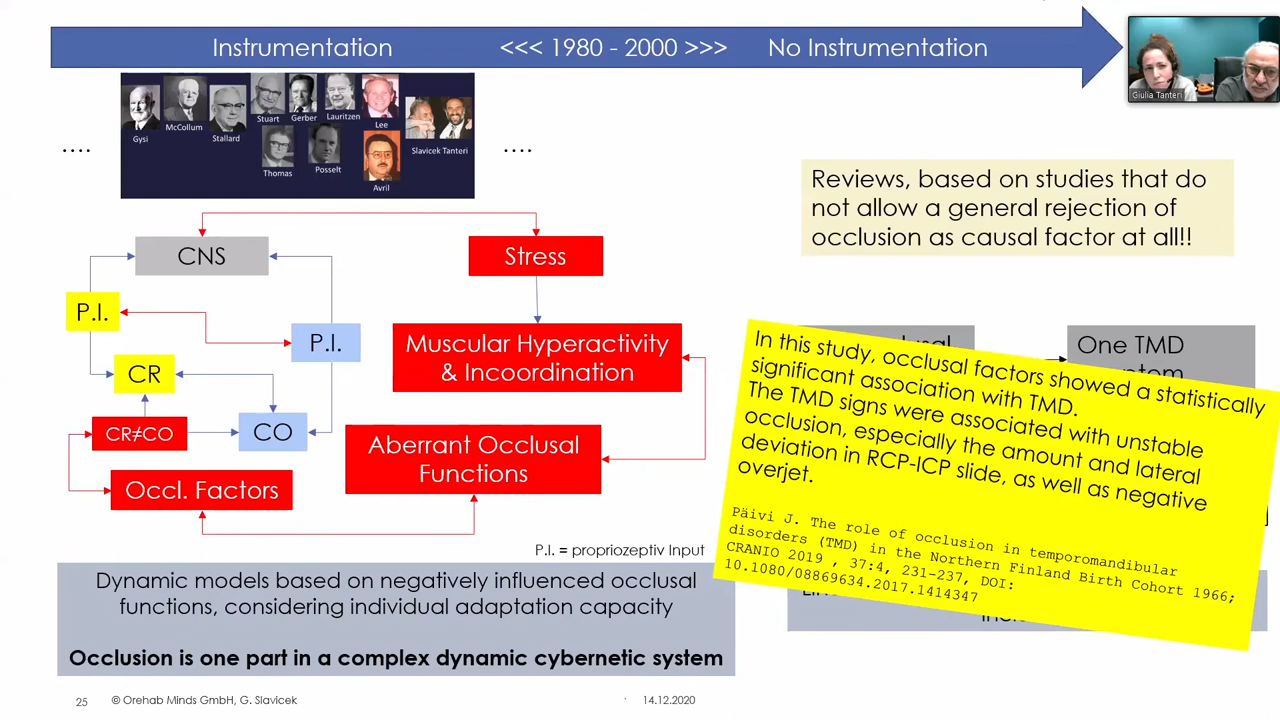 Instrumentation <<< 1980 - 2000 >>> No Instrumentation
Giulia Tanteri
Gysi
McCollum
Stallard
Stuart
Gerber
Lauritzen
Lee
Thomas
Posselt
Avril
Slavicek Tanteri
....
....
Reviews, based on studies that do
not allow a general rejection of
occlusion as causal factor at all!!
CNS
Stress
P.I.
P.I.
Muscular Hyperactivity
& Incoordination
CR
CR≠CO
CO
Aberrant Occlusal
Functions
Occl. Factors
P.I. = propriozeptiv Input
One TMD
In this study, occlusal factors showed a statistically
significant association with TMD.
The TMD signs were associated with unstable
occlusion, especially the amount and lateral
deviation in RCP-ICP slide, as well as negative
overjet.
Päivi J. The role of occlusion in temporomandibular
disorders (TMD) in the Northern Finland Birth Cohort 1966;
CRANIO 2019 , 37:4, 231-237, DOI:
10.1080/08869634.2017.1414347
Dynamic models based on negatively influenced occlusal
functions, considering individual adaptation capacity
Occlusion is one part in a complex dynamic cybernetic system
25 © Orehab Minds GmbH, G. Slavicek 14.12.2020